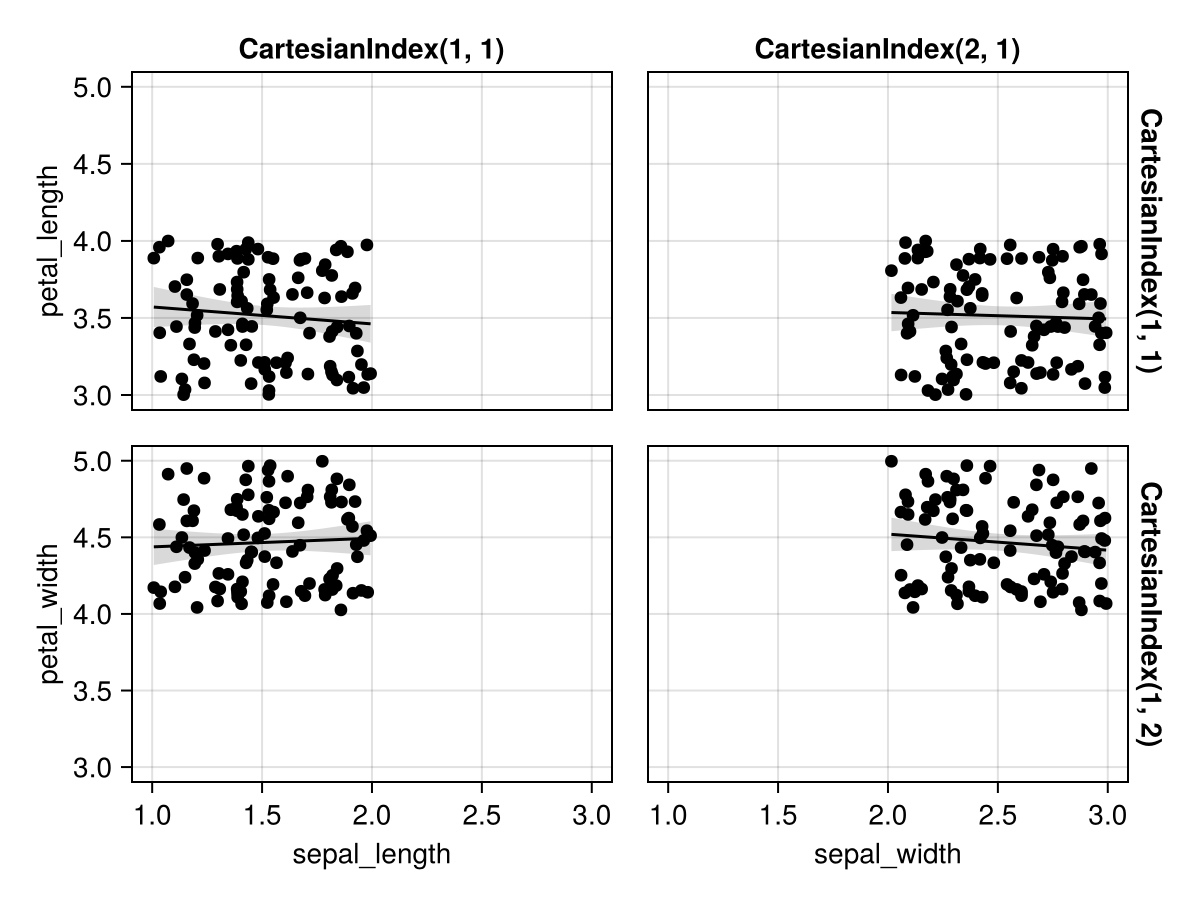 CartesianIndex(1, 1)
CartesianIndex(2, 1)
5.0
4.5
4.0
3.5
3.0
petal_length
CartesianIndex(1, 1)
5.0
4.5
4.0
3.5
3.0
petal_width
CartesianIndex(1, 2)
1.0 1.5 2.0 2.5 3.0
1.0 1.5 2.0 2.5 3.0
sepal_length
sepal_width